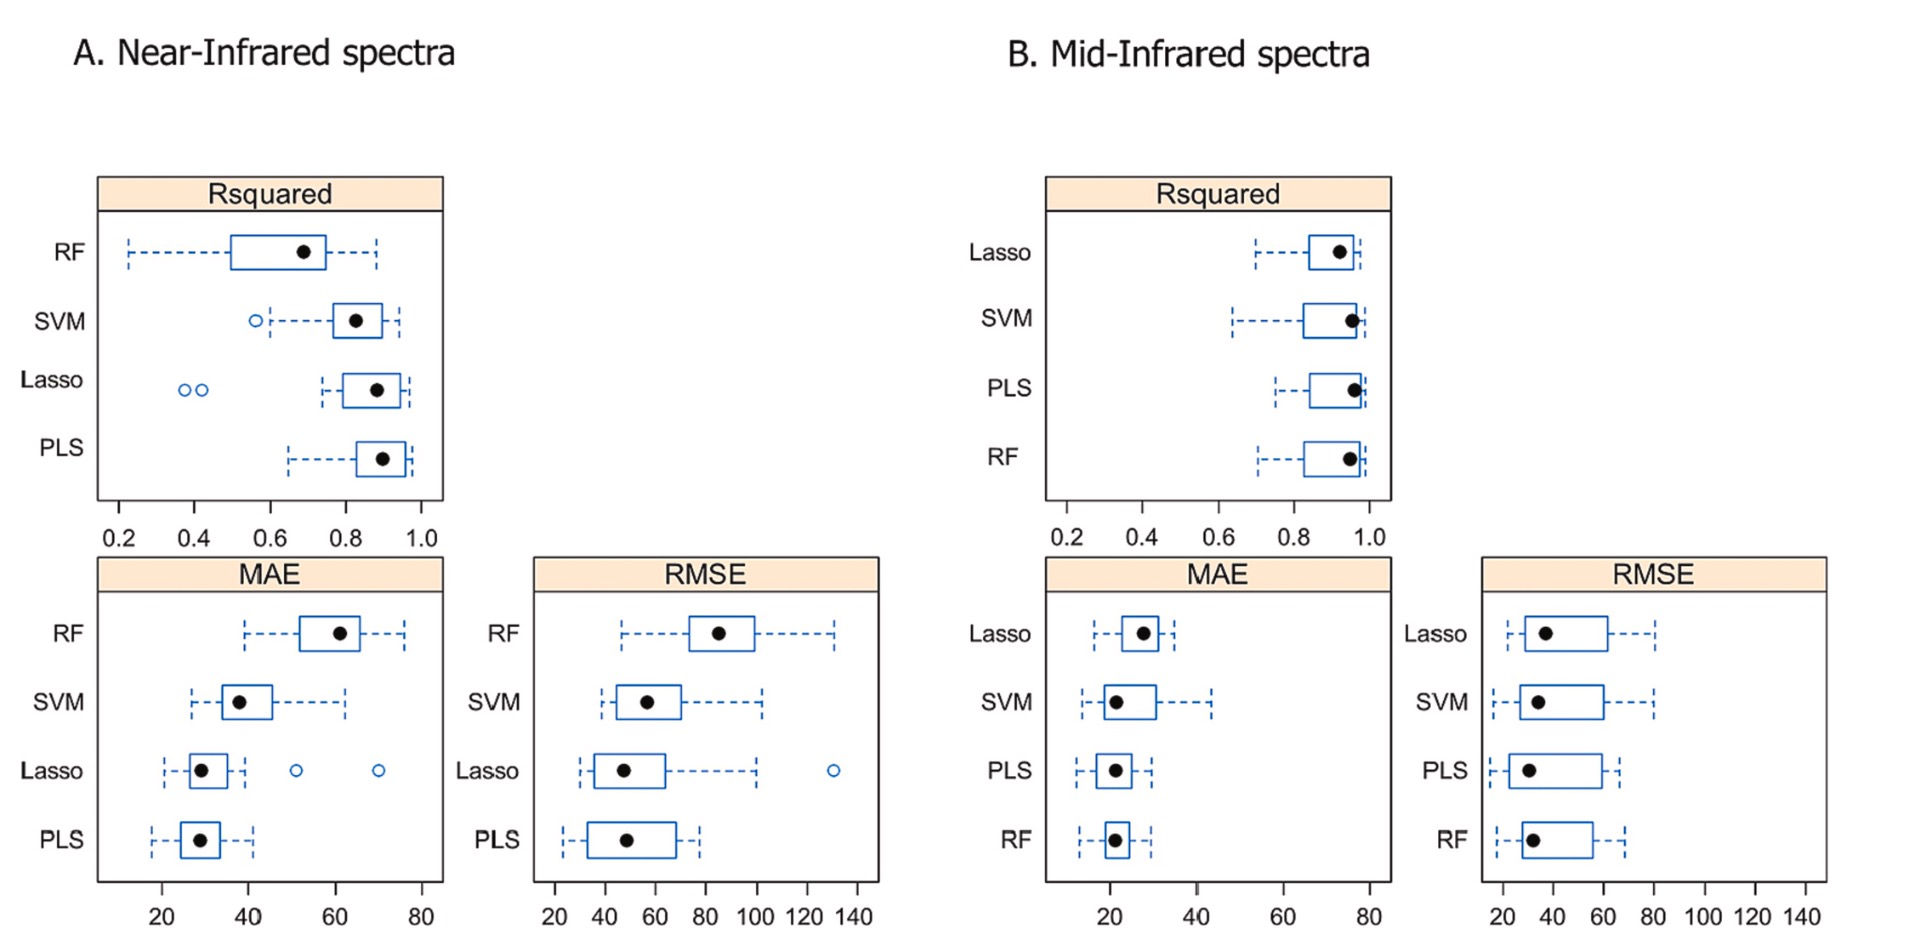 A. Near-Infrared spectra
Rsquared
RF
SVM
Lasso
PLS
0.2 0.4 0.6 0.8 1.0
MAE
RF
SVM
Lasso
PLS
20 40 60 80
RMSE
RF
SVM
Lasso
PLS
20 40 60 80 100 120 140
B. Mid-Infrared spectra
Rsquared
Lasso
SVM
PLS
RF
0.2 0.4 0.6 0.8 1.0
MAE
Lasso
SVM
PLS
RF
20 40 60 80
RMSE
Lasso
SVM
PLS
RF
20 40 60 80 100 120 140